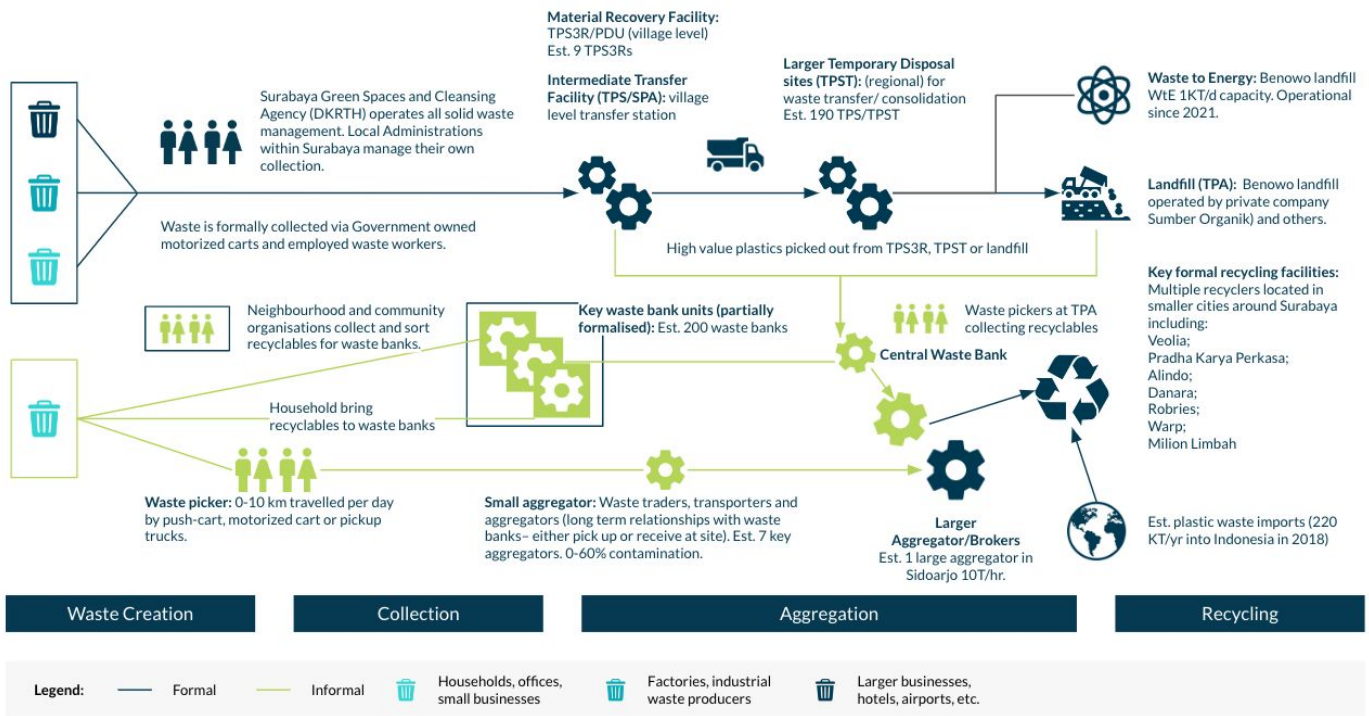 Material Recovery Facility:
TPS3R/PDU (village level)
Est. 9 TPS3Rs
Intermediate Transfer
Facility (TPS/SPA): village
level transfer station
Larger Temporary Disposal
sites (TPST): (regional) for
waste transfer/ consolidation
Est. 190 TPS/TPST
Waste to Energy: Benowo landfill
WtE 1KT/d capacity. Operational
since 2021.
Surabaya Green Spaces and Cleansing
Agency (DKRTH) operates all solid waste
management. Local Administrations
within Surabaya manage their own
collection.
Waste is formally collected via Government owned
motorized carts and employed waste workers.
High value plastics picked out from TPS3R, TPST or landfill
Landfill (TPA): Benowo landfill
operated by private company
Sumber Organik) and others.
Neighbourhood and community
organisations collect and sort
recyclables for waste banks.
Key waste bank units (partially
formalised): Est. 200 waste banks
Waste pickers at TPA
collecting recyclables
Central Waste Bank
Key formal recycling facilities:
Multiple recyclers located in
smaller cities around Surabaya
including:
Veolia;
Pradha Karya Perkasa;
Alindo;
Danara;
Robries;
Warp;
Milion Limbah
Household bring
recyclables to waste banks
Waste picker: 0-10 km travelled per day
by push-cart, motorized cart or pickup
trucks.
Small aggregator: Waste traders, transporters and
aggregators (long term relationships with waste
banks– either pick up or receive at site). Est. 7 key
aggregators. 0-60% contamination.
Larger
Aggregator/Brokers
Est. 1 large aggregator in
Sidoarjo 10T/hr.
Est. plastic waste imports (220
KT/yr into Indonesia in 2018)
Waste Creation
Collection
Aggregation
Recycling
Legend:
Formal
Informal
Households, offices,
small businesses
Factories, industrial
waste producers
Larger businesses,
hotels, airports, etc.